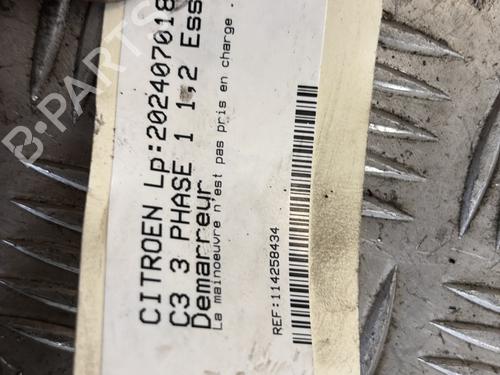 CITROEN Lp:202407018
C3 3 PHASE 1 1,2 Ess
Demarreur
La mainoeuvre n'est pas pris en charge .
REF:114258434
B-PARTS